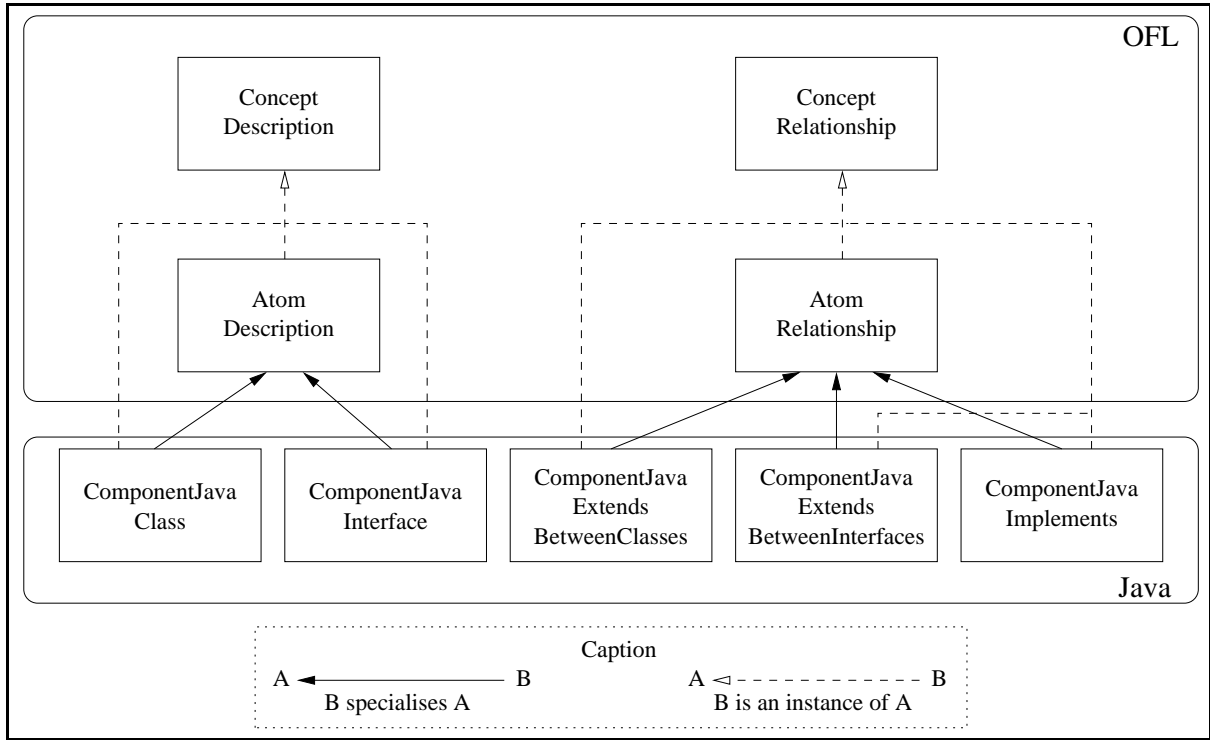 OFL
Concept
Description
Concept
Relationship
Atom
Description
Atom
Relationship
ComponentJava
Class
ComponentJava
Interface
ComponentJava
Extends
BetweenClasses
ComponentJava
Extends
BetweenInterfaces
ComponentJava
Implements
Java
Caption
A B
B specialises A
A B
B is an instance of A